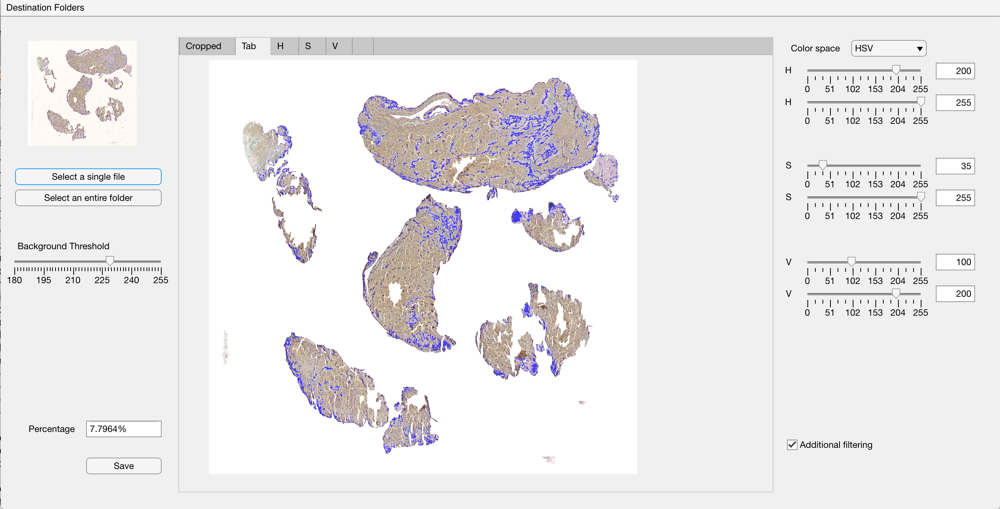 Destination Folders
Cropped Tab H S V
Color space HSV
H 200
0 51 102 153 204 255
H 255
0 51 102 153 204 255
Select a single file
S 35
0 51 102 153 204 255
Select an entire folder
S 255
0 51 102 153 204 255
Background Threshold
180 195 210 225 240 255
V 100
0 51 102 153 204 255
V 200
0 51 102 153 204 255
Percentage 7.7964%
Additional filtering
Save